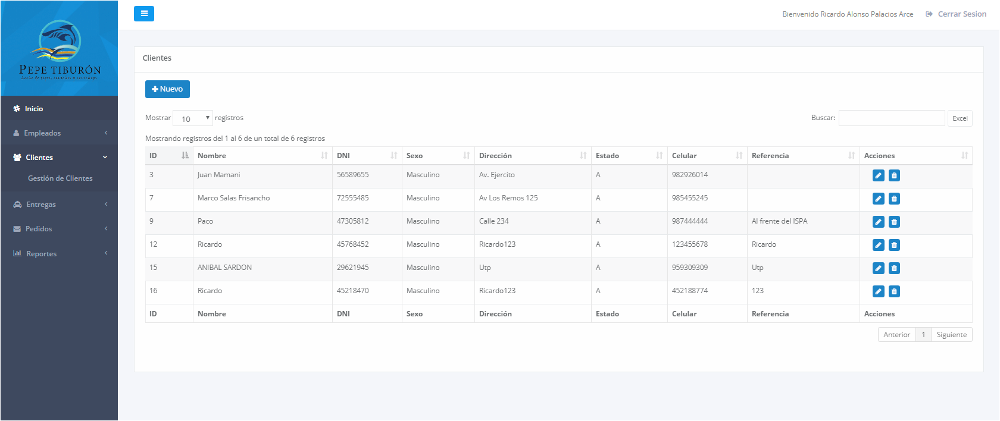 Bienvenido Ricardo Alonso Palacios Arce Cerrar Sesion
PEPE TIBURÓN
Inicio
Empleados
Clientes
Gestión de Clientes
Entregas
Pedidos
Reportes
Clientes
Nuevo
Mostrar 10 registros Buscar: Excel
Mostrando registros del 1 al 6 de un total de 6 registros
ID Nombre DNI Sexo Dirección Estado Celular Referencia Acciones
3 Juan Mamani 56589655 Masculino Av. Ejercito A 982926014
7 Marco Salas Frisancho 72555485 Masculino Av Los Remos 125 A 985455245
9 Paco 47305812 Masculino Calle 234 A 987444444 Al frente del ISPA
12 Ricardo 45768452 Masculino Ricardo123 A 123455678 Ricardo
15 ANIBAL SARDON 29621945 Masculino Utp A 959309309 Utp
16 Ricardo 45218470 Masculino Ricardo123 A 452188774 123
ID Nombre DNI Sexo Dirección Estado Celular Referencia Acciones
Anterior 1 Siguiente